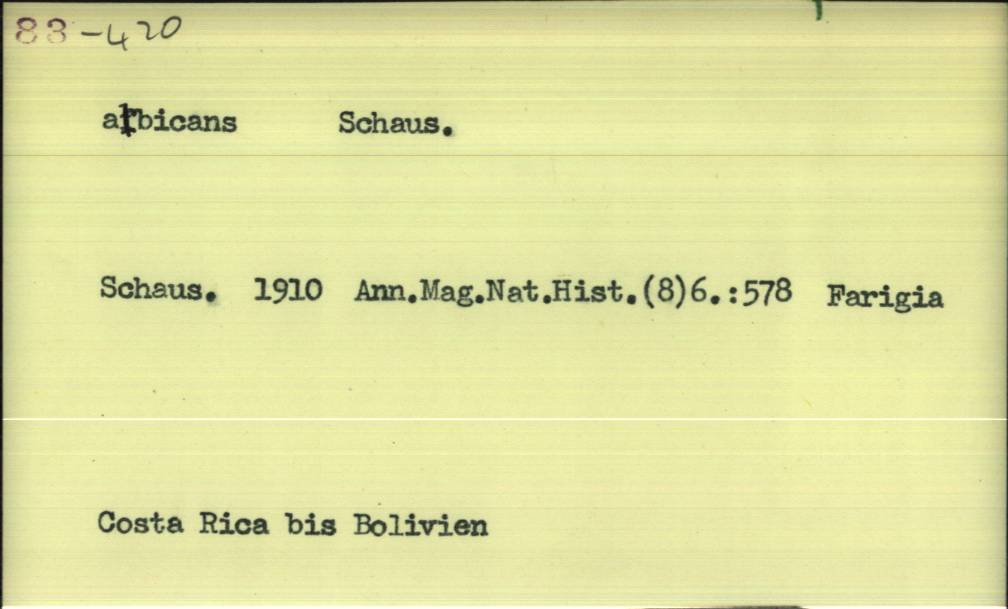 83-420
albicans Schaus.
Schaus. 1910 Ann.Mag.Nat.Hist.(8)6.:578 Farigia
Costa Rica bis Bolivien